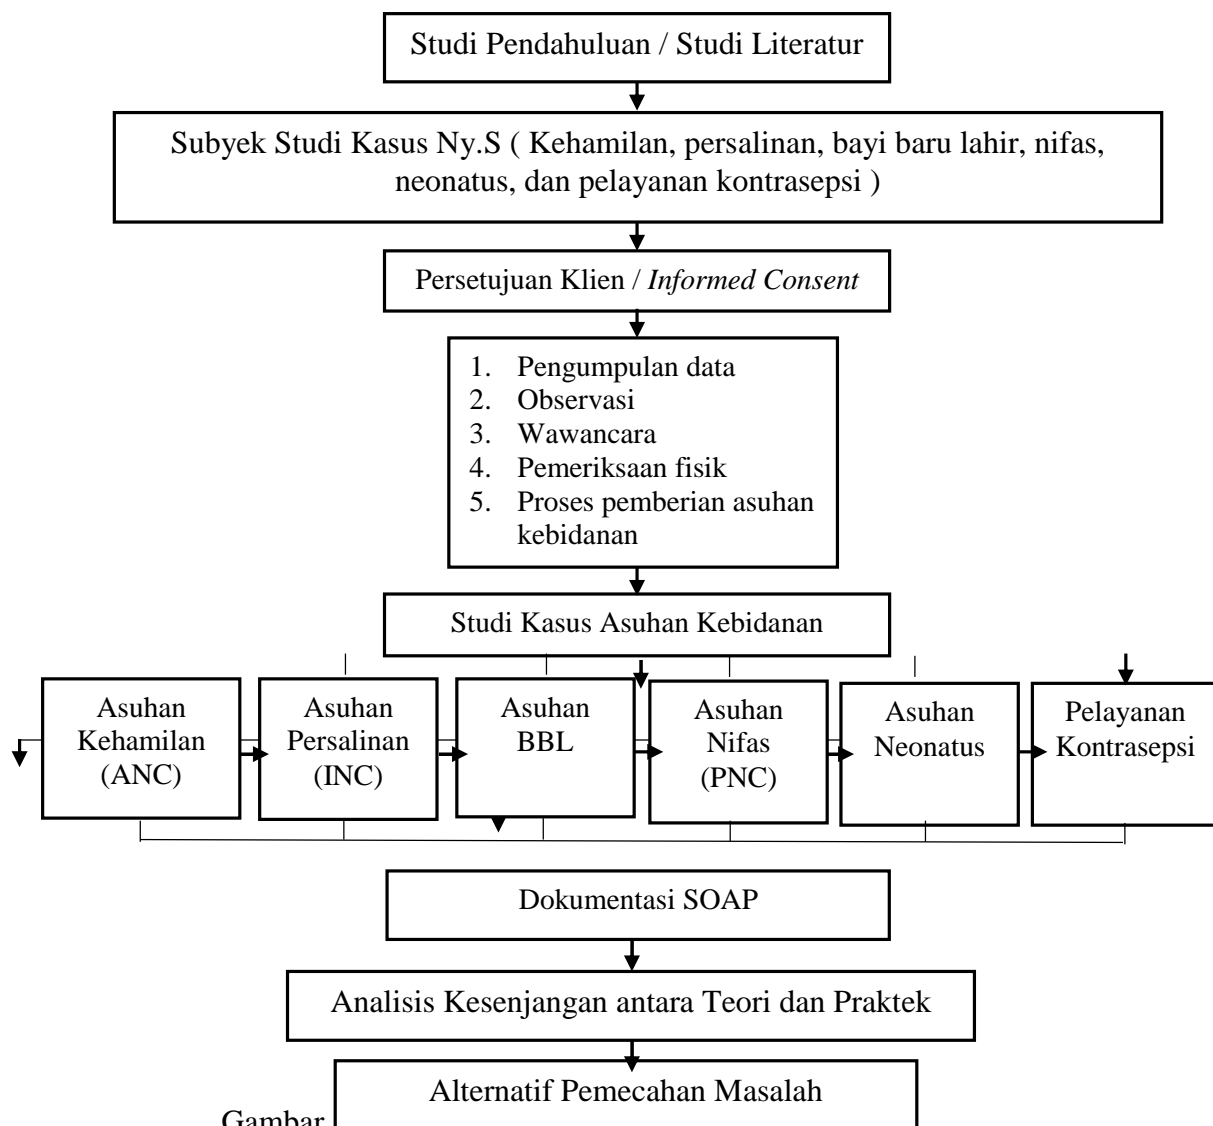 Studi Pendahuluan / Studi Literatur
Subyek Studi Kasus Ny.S ( Kehamilan, persalinan, bayi baru lahir, nifas,
neonatus, dan pelayanan kontrasepsi )
Persetujuan Klien / Informed Consent
1. Pengumpulan data
2. Observasi
3. Wawancara
4. Pemeriksaan fisik
5. Proses pemberian asuhan
kebidanan
Studi Kasus Asuhan Kebidanan
Asuhan
Kehamilan
(ANC)
Asuhan
Persalinan
(INC)
Asuhan
BBL
Asuhan
Nifas
(PNC)
Asuhan
Neonatus
Pelayanan
Kontrasepsi
Dokumentasi SOAP
Analisis Kesenjangan antara Teori dan Praktek
Alternatif Pemecahan Masalah
Gambar